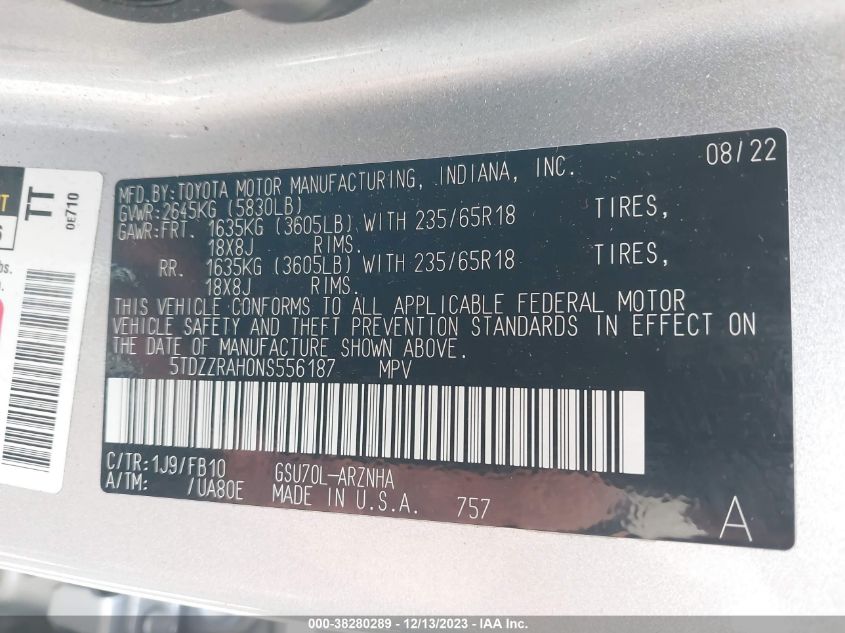 08/22
MFD.BY:TOYOTA MOTOR MANUFACTURING, INDIANA, INC.
GVWR:2645KG (5830LB)
GAWR:FRT. 1635KG (3605LB) WITH 235/65R18 TIRES,
18X8J RIMS.
RR. 1635KG (3605LB) WITH 235/65R18 TIRES,
18X8J RIMS.
THIS VEHICLE CONFORMS TO ALL APPLICABLE FEDERAL MOTOR
VEHICLE SAFETY AND THEFT PREVENTION STANDARDS IN EFFECT ON
THE DATE OF MANUFACTURE SHOWN ABOVE.
5TDZZRAH0NS556187 MPV
C/TR:1J9/FB10 GSU70L-ARZNHA
A/TM: /UA80E MADE IN U.S.A. 757
A
TT
0E710
000-38280289 - 12/13/2023 - IAA Inc.